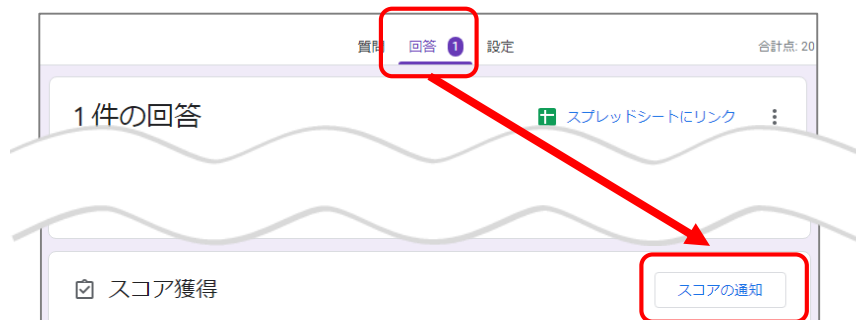 質問 回答 1 設定 合計点: 20
1 件の回答 スプレッドシートにリンク
スコア獲得 スコアの通知